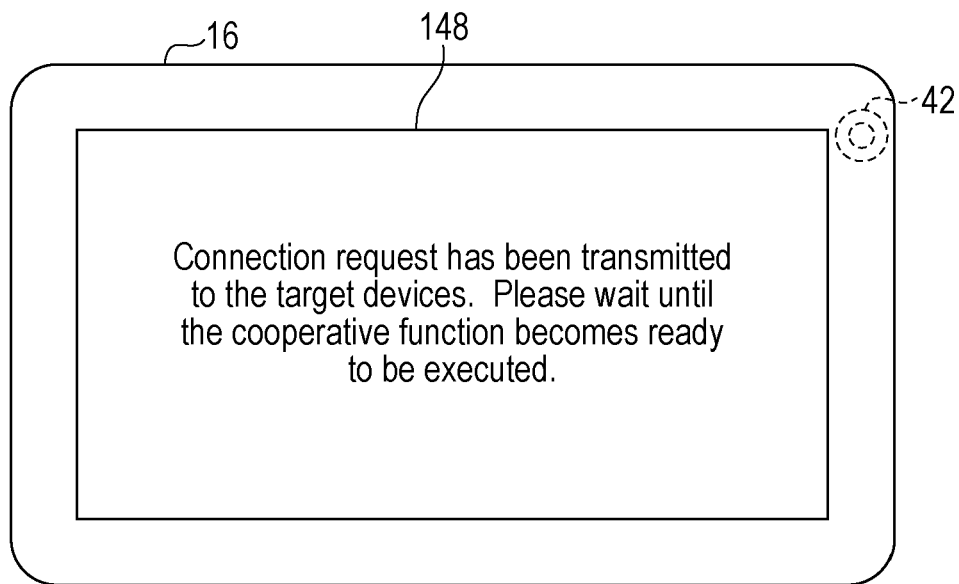 16
148
42
Connection request has been transmitted
to the target devices.  Please wait until
the cooperative function becomes ready
to be executed.